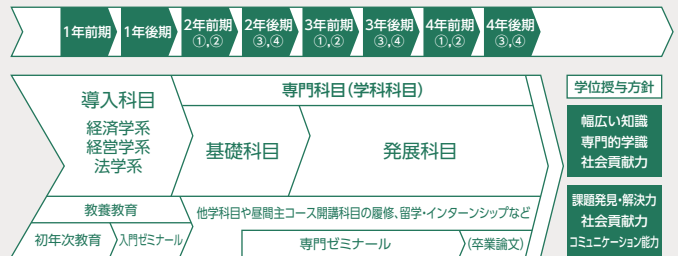 1年前期
1年後期
2年前期
①,②
2年後期
③,④
3年前期
①,②
3年後期
③,④
4年前期
①,②
4年後期
③,④
導入科目
経済学系
経営学系
法学系
専門科目(学科科目)
基礎科目
発展科目
教養教育
他学科目や昼間主コース開講科目の履修、留学・インターンシップなど
初年次教育
入門ゼミナール
専門ゼミナール
(卒業論文)
学位授与方針
幅広い知識
専門的学識
社会貢献力
課題発見・解決力
社会貢献力
コミュニケーション能力